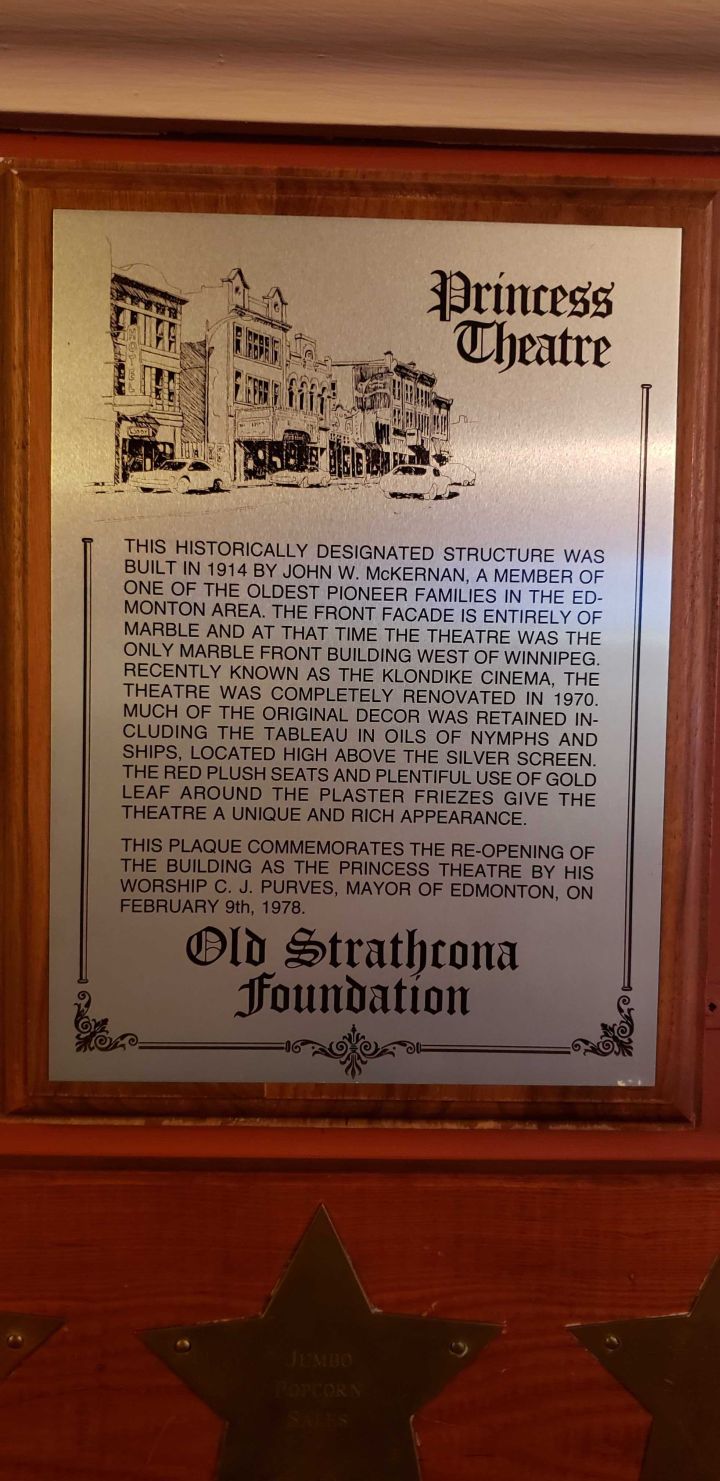 Princess
Theatre
HOTEL
THIS HISTORICALLY DESIGNATED STRUCTURE WAS
BUILT IN 1914 BY JOHN W. McKERNAN, A MEMBER OF
ONE OF THE OLDEST PIONEER FAMILIES IN THE ED-
MONTON AREA. THE FRONT FACADE IS ENTIRELY OF
MARBLE AND AT THAT TIME THE THEATRE WAS THE
ONLY MARBLE FRONT BUILDING WEST OF WINNIPEG.
RECENTLY KNOWN AS THE KLONDIKE CINEMA, THE
THEATRE WAS COMPLETELY RENOVATED IN 1970.
MUCH OF THE ORIGINAL DECOR WAS RETAINED IN-
CLUDING THE TABLEAU IN OILS OF NYMPHS AND
SHIPS, LOCATED HIGH ABOVE THE SILVER SCREEN.
THE RED PLUSH SEATS AND PLENTIFUL USE OF GOLD
LEAF AROUND THE PLASTER FRIEZES GIVE THE
THEATRE A UNIQUE AND RICH APPEARANCE.
THIS PLAQUE COMMEMORATES THE RE-OPENING OF
THE BUILDING AS THE PRINCESS THEATRE BY HIS
WORSHIP C. J. PURVES, MAYOR OF EDMONTON, ON
FEBRUARY 9th, 1978.
Old Strathcona
Foundation
JUMBO
POPCORN
SALES